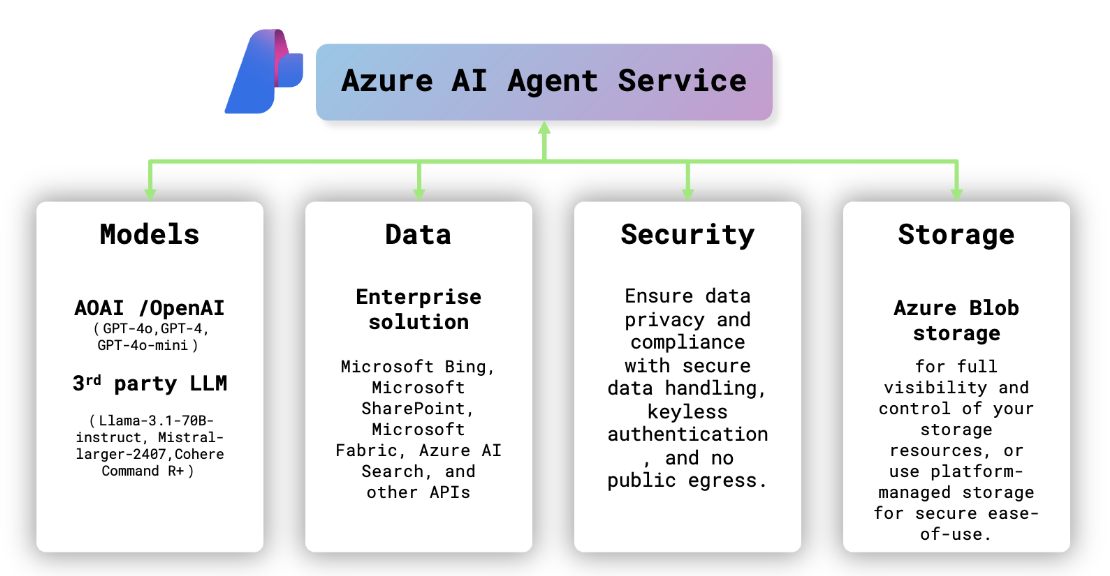 Azure AI Agent Service
Models
AOAI /OpenAI
(GPT-4o,GPT-4,
GPT-4o-mini)
3rd party LLM
(Llama-3.1-70B-
instruct, Mistral-
larger-2407,Cohere
Command R+)
Data
Enterprise
solution
Microsoft Bing,
Microsoft
SharePoint,
Microsoft
Fabric, Azure AI
Search, and
other APIs
Security
Ensure data
privacy and
compliance
with secure
data handling,
keyless
authentication
, and no
public egress.
Storage
Azure Blob
storage
for full
visibility and
control of your
storage
resources, or
use platform-
managed storage
for secure ease-
of-use.